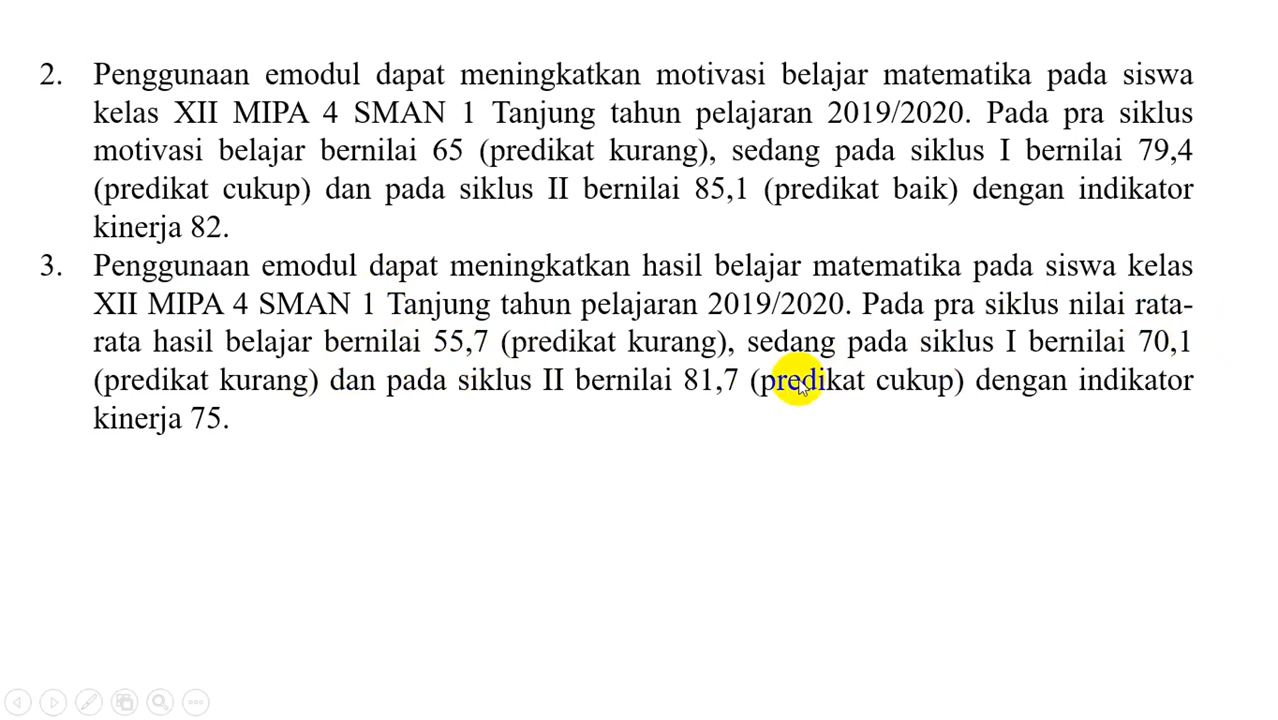 2. Penggunaan emodul dapat meningkatkan motivasi belajar matematika pada siswa
kelas XII MIPA 4 SMAN 1 Tanjung tahun pelajaran 2019/2020. Pada pra siklus
motivasi belajar bernilai 65 (predikat kurang), sedang pada siklus I bernilai 79,4
(predikat cukup) dan pada siklus II bernilai 85,1 (predikat baik) dengan indikator
kinerja 82.
3. Penggunaan emodul dapat meningkatkan hasil belajar matematika pada siswa kelas
XII MIPA 4 SMAN 1 Tanjung tahun pelajaran 2019/2020. Pada pra siklus nilai rata-
rata hasil belajar bernilai 55,7 (predikat kurang), sedang pada siklus I bernilai 70,1
(predikat kurang) dan pada siklus II bernilai 81,7 (predikat cukup) dengan indikator
kinerja 75.